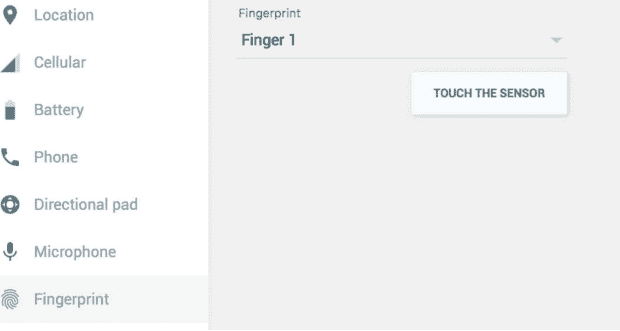 Location
Cellular
Battery
Phone
Directional pad
Microphone
Fingerprint
Fingerprint
Finger 1
TOUCH THE SENSOR